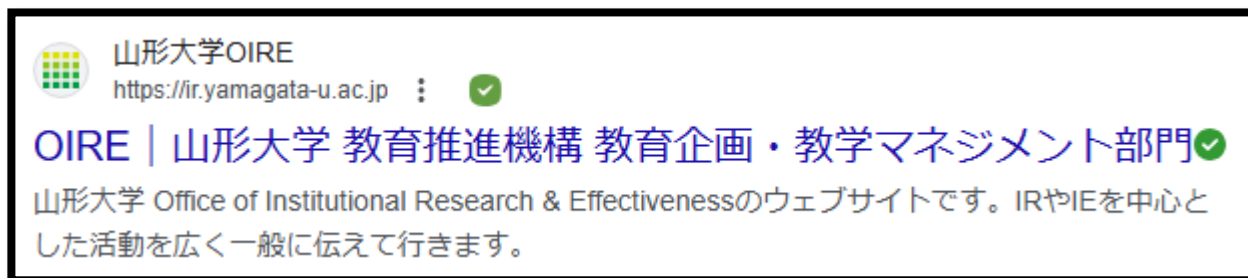 山形大学OIRE
https://ir.yamagata-u.ac.jp
OIRE｜山形大学 教育推進機構 教育企画・教学マネジメント部門
山形大学 Office of Institutional Research & Effectivenessのウェブサイトです。IRやIEを中心と
した活動を広く一般に伝えて行きます。